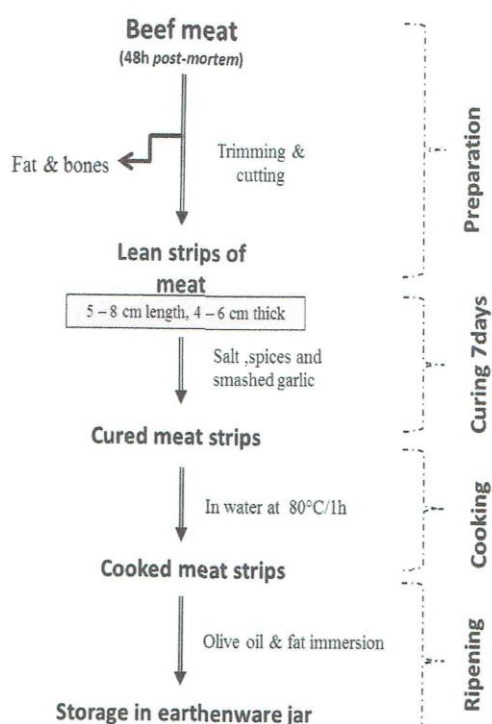 Beef meat
(48h post-mortem)
Fat & bones
Trimming &
cutting
Preparation
Lean strips of
meat
5 – 8 cm length, 4 – 6 cm thick
Salt ,spices and
smashed garlic
Curing 7days
Cured meat strips
In water at 80°C/1h
Cooking
Cooked meat strips
Olive oil & fat immersion
Ripening
Storage in earthenware jar